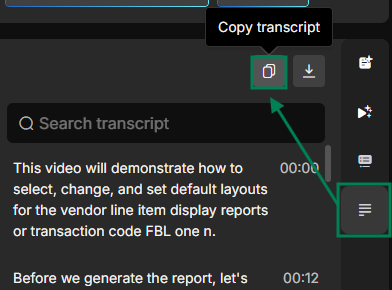 Copy transcript
Search transcript
This video will demonstrate how to 00:00
select, change, and set default layouts
for the vendor line item display reports
or transaction code FBL one n.
Before we generate the report, let's 00:12